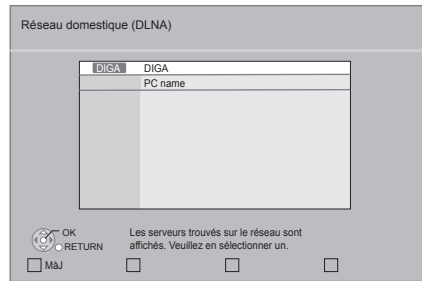 Réseau domestique (DLNA)
DIGA DIGA
PC name
OK
RETURN
Les serveurs trouvés sur le réseau sont
affichés. Veuillez en sélectionner un.
MàJ